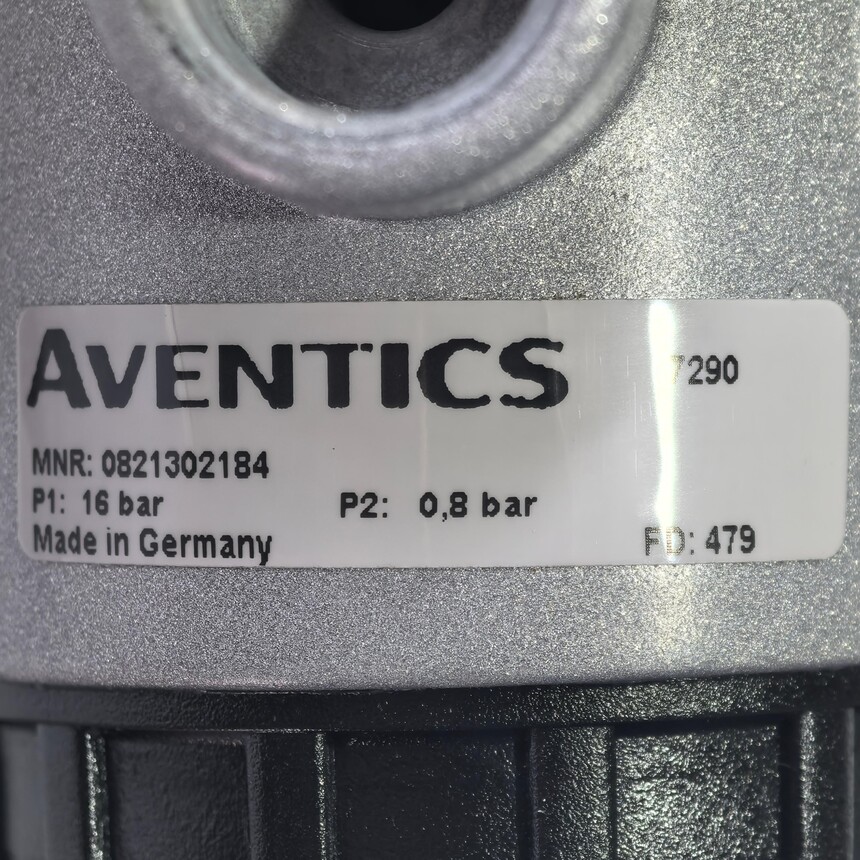 AVENTICS
7290
MNR: 0821302184
P1: 16 bar P2: 0,8 bar
Made in Germany FD: 479